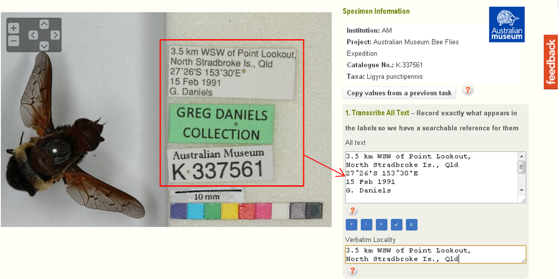 3.5 km WSW of Point Lookout,
North Stradbroke Is., Qld
27°26'S 153°30'E
15 Feb 1991
G. Daniels
GREG DANIELS
COLLECTION
Australian Museum
K 337561
10 mm
Specimen Information
Institution: AM
Project: Australian Museum Bee Flies
Expedition
Catalogue No.: K.337561
Taxa: Ligyra punctipennis
Australian
museum
feedback
Copy values from a previous task
?
1. Transcribe All Text – Record exactly what appears in
the labels so we have a searchable reference for them
All text
3.5 km WSW of Point Lookout,
North Stradbroke Is., Qld
27°26'S 153°30'E
15 Feb 1991
G. Daniels
?
Verbatim Locality
3.5 km WSW of Point Lookout,
North Stradbroke Is., Qld
?